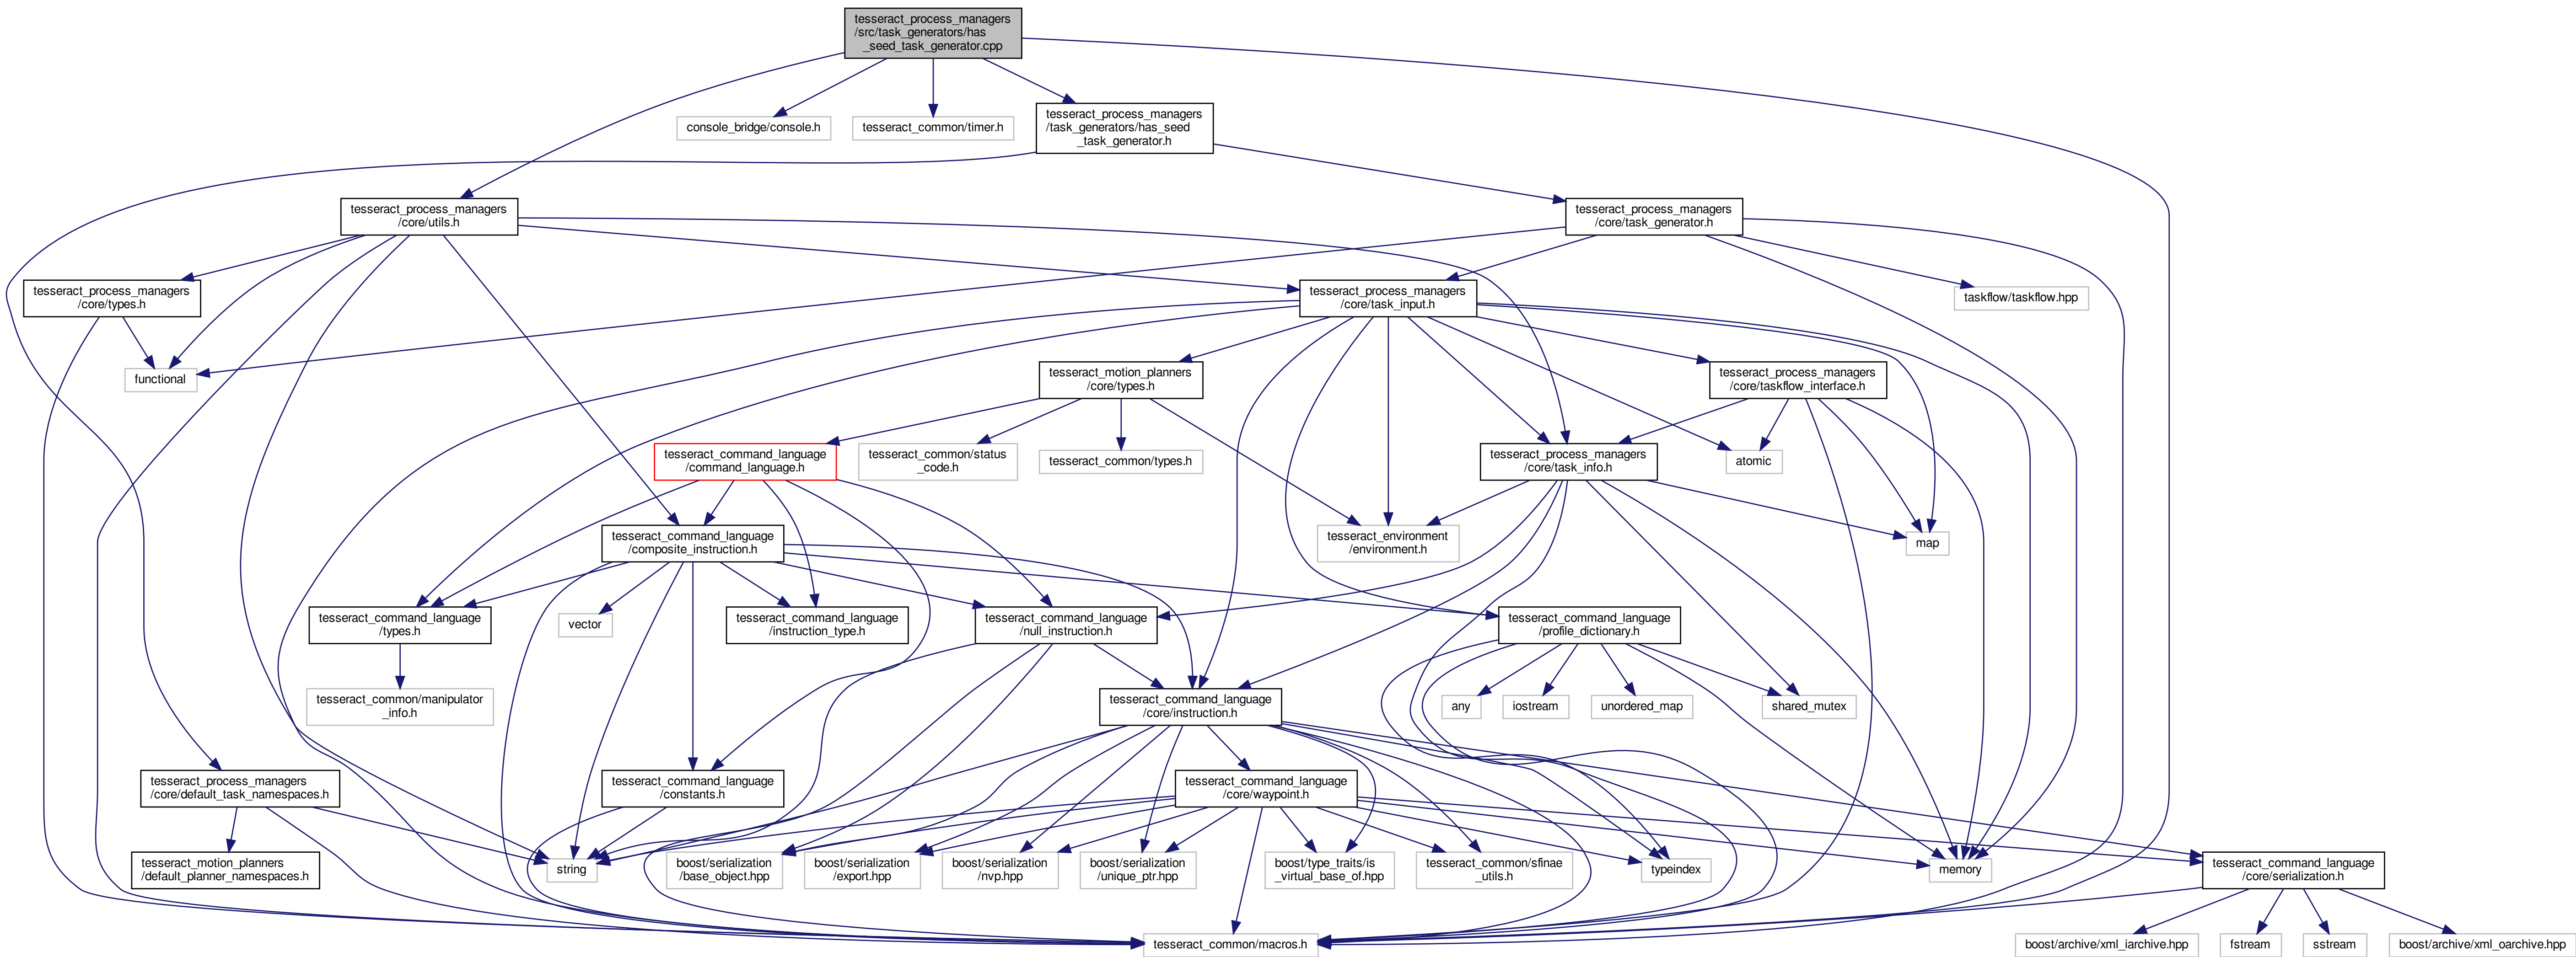 tesseract_process_managers
/src/task_generators/has
_seed_task_generator.cpp
console_bridge/console.h
tesseract_common/timer.h
tesseract_process_managers
/task_generators/has_seed
_task_generator.h
tesseract_process_managers
/core/utils.h
tesseract_process_managers
/core/task_generator.h
tesseract_process_managers
/core/types.h
tesseract_process_managers
/core/task_input.h
taskflow/taskflow.hpp
functional
tesseract_motion_planners
/core/types.h
tesseract_process_managers
/core/taskflow_interface.h
tesseract_command_language
/command_language.h
tesseract_common/status
_code.h
tesseract_common/types.h
tesseract_process_managers
/core/task_info.h
atomic
tesseract_command_language
/composite_instruction.h
tesseract_environment
/environment.h
map
tesseract_command_language
/types.h
vector
tesseract_command_language
/instruction_type.h
tesseract_command_language
/null_instruction.h
tesseract_command_language
/profile_dictionary.h
tesseract_common/manipulator
_info.h
tesseract_command_language
/core/instruction.h
any
iostream
unordered_map
shared_mutex
tesseract_process_managers
/core/default_task_namespaces.h
tesseract_command_language
/constants.h
tesseract_command_language
/core/waypoint.h
tesseract_motion_planners
/default_planner_namespaces.h
string
boost/serialization
/base_object.hpp
boost/serialization
/export.hpp
boost/serialization
/nvp.hpp
boost/serialization
/unique_ptr.hpp
boost/type_traits/is
_virtual_base_of.hpp
tesseract_common/sfinae
_utils.h
typeindex
memory
tesseract_command_language
/core/serialization.h
tesseract_common/macros.h
boost/archive/xml_iarchive.hpp
fstream
sstream
boost/archive/xml_oarchive.hpp